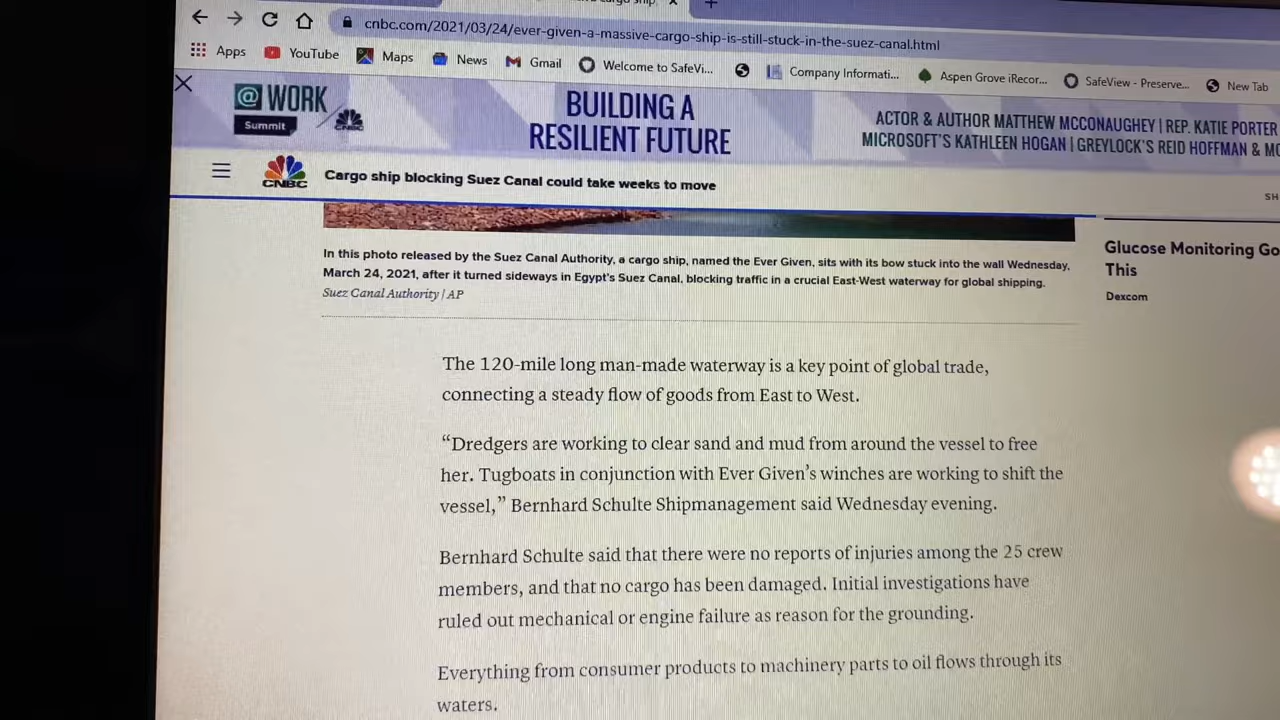 cnbc.com/2021/03/24/ever-given-a-massive-cargo-ship-is-still-stuck-in-the-suez-canal.html
Apps YouTube Maps News Gmail Welcome to SafeVi... Company Informati... Aspen Grove iRecor... SafeView - Preserve... New Tab
@ WORK
Summit
CNBC
BUILDING A
RESILIENT FUTURE
ACTOR & AUTHOR MATTHEW MCCONAUGHEY | REP. KATIE PORTER
MICROSOFT'S KATHLEEN HOGAN | GREYLOCK'S REID HOFFMAN &
CNBC
Cargo ship blocking Suez Canal could take weeks to move
In this photo released by the Suez Canal Authority, a cargo ship, named the Ever Given, sits with its bow stuck into the wall Wednesday,
March 24, 2021, after it turned sideways in Egypt's Suez Canal, blocking traffic in a crucial East-West waterway for global shipping.
Suez Canal Authority | AP
Glucose Monitoring
This
Dexcom
The 120-mile long man-made waterway is a key point of global trade,
connecting a steady flow of goods from East to West.
“Dredgers are working to clear sand and mud from around the vessel to free
her. Tugboats in conjunction with Ever Given’s winches are working to shift the
vessel,” Bernhard Schulte Shipmanagement said Wednesday evening.
Bernhard Schulte said that there were no reports of injuries among the 25 crew
members, and that no cargo has been damaged. Initial investigations have
ruled out mechanical or engine failure as reason for the grounding.
Everything from consumer products to machinery parts to oil flows through its
waters.